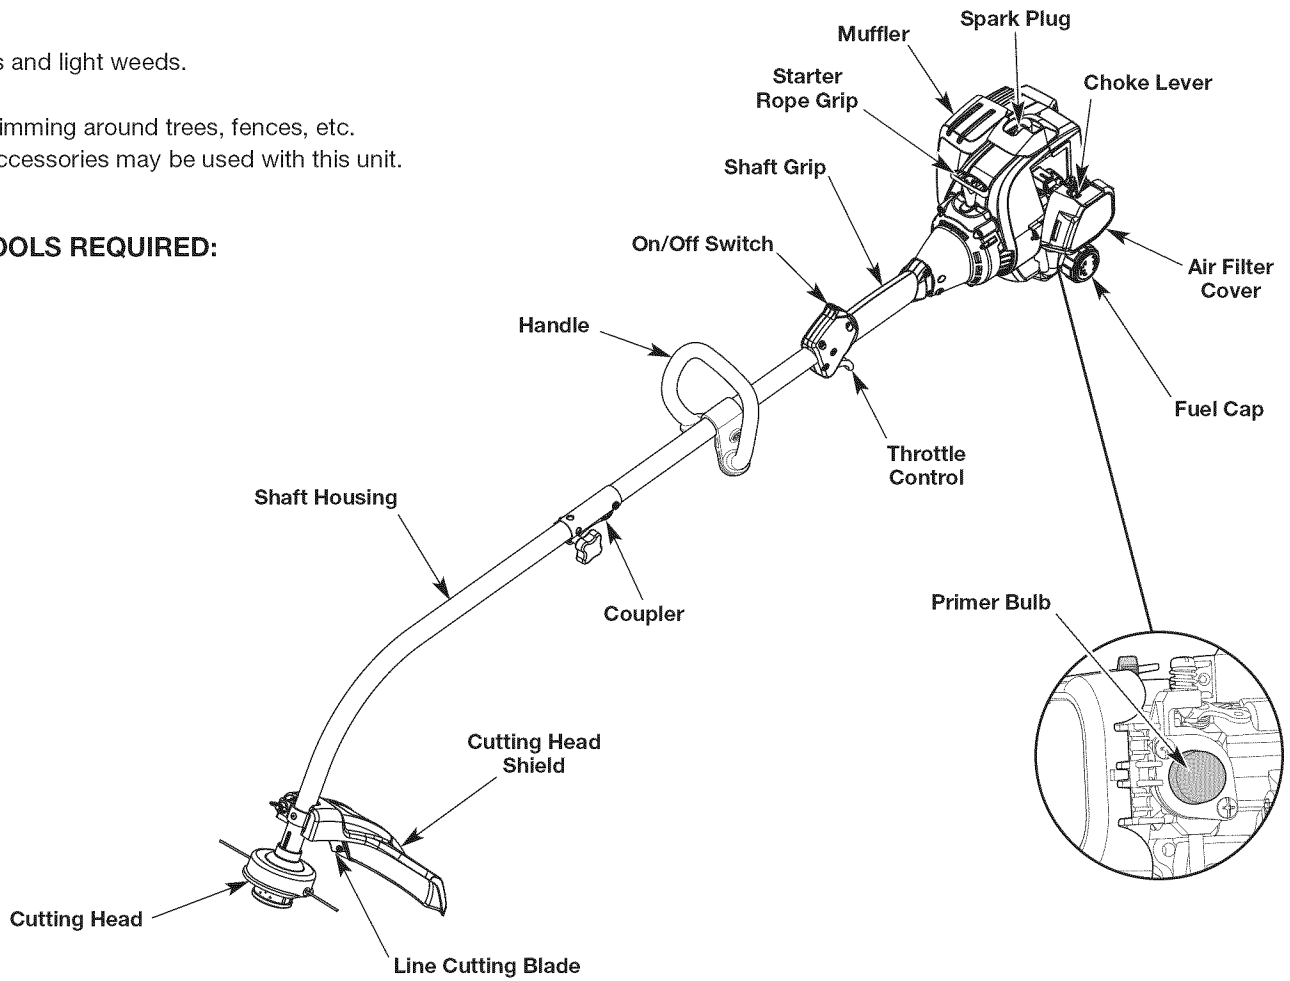 s and light weeds.
imming around trees, fences, etc.
ccessories may be used with this unit.
OOLS REQUIRED:
Spark Plug
Muffler
Starter
Rope Grip
Choke Lever
Shaft Grip
On/Off Switch
Air Filter
Cover
Handle
Fuel Cap
Throttle
Control
Shaft Housing
Coupler
Primer Bulb
Cutting Head
Shield
Cutting Head
Line Cutting Blade